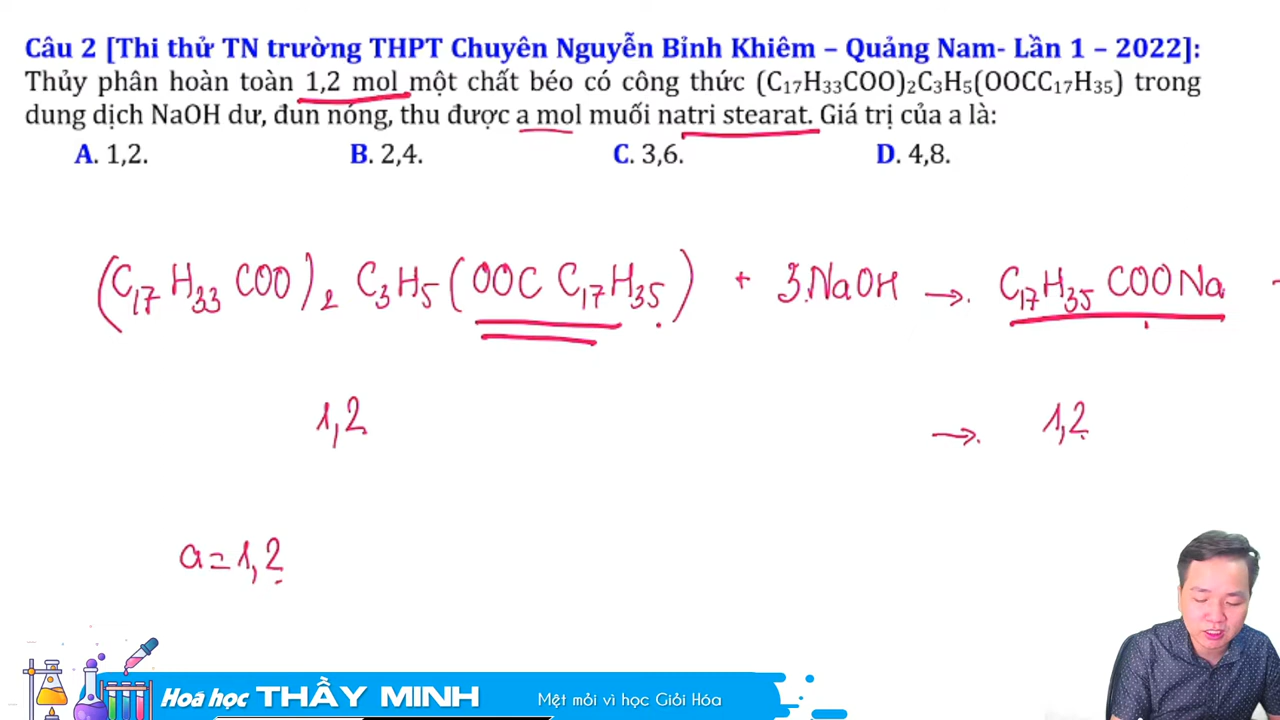 Câu 2 [Thi thử TN trường THPT Chuyên Nguyễn Bỉnh Khiêm – Quảng Nam- Lần 1 – 2022]:
Thủy phân hoàn toàn 1,2 mol một chất béo có công thức (C₁₇H₃₃COO)₂C₃H₅(OOCC₁₇H₃₅) trong
dung dịch NaOH dư, đun nóng, thu được a mol muối natri stearat. Giá trị của a là:
A. 1,2. B. 2,4. C. 3,6. D. 4,8.
(C₁₇H₃₃COO)₂C₃H₅(OOCC₁₇H₃₅) + 3NaOH → C₁₇H₃₅COONa
1,2 → 1,2
a = 1,2
Hoá học THẦY MINH Mệt mỏi vì học Giỏi Hóa